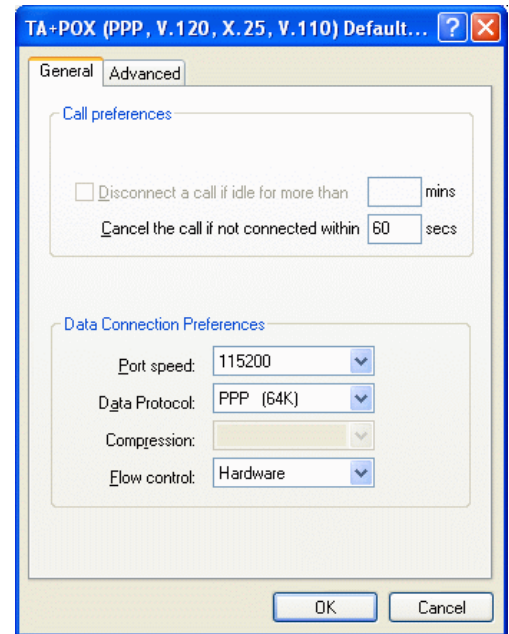 TA+POX (PPP, V.120, X.25, V.110) Default...
General Advanced
Call preferences
Disconnect a call if idle for more than mins
Cancel the call if not connected within 60 secs
Data Connection Preferences
Port speed: 115200
Data Protocol: PPP (64K)
Compression:
Flow control: Hardware
OK Cancel